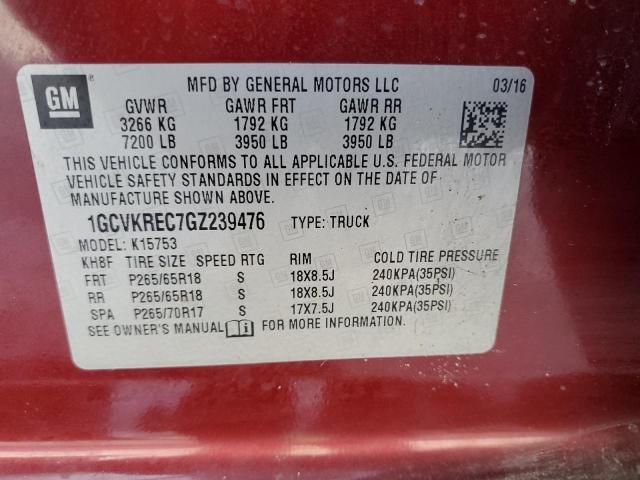 GM
®
MFD BY GENERAL MOTORS LLC 03/16
GVWR GAWR FRT GAWR RR
3266 KG 1792 KG 1792 KG
7200 LB 3950 LB 3950 LB
THIS VEHICLE CONFORMS TO ALL APPLICABLE U.S. FEDERAL MOTOR
VEHICLE SAFETY STANDARDS IN EFFECT ON THE DATE OF
MANUFACTURE SHOWN ABOVE.
1GCVKREC7GZ239476 TYPE: TRUCK
MODEL: K15753
KH8F TIRE SIZE SPEED RTG RIM COLD TIRE PRESSURE
FRT P265/65R18 S 18X8.5J 240KPA(35PSI)
RR P265/65R18 S 18X8.5J 240KPA(35PSI)
SPA P265/70R17 S 17X7.5J 240KPA(35PSI)
SEE OWNER'S MANUAL FOR MORE INFORMATION.